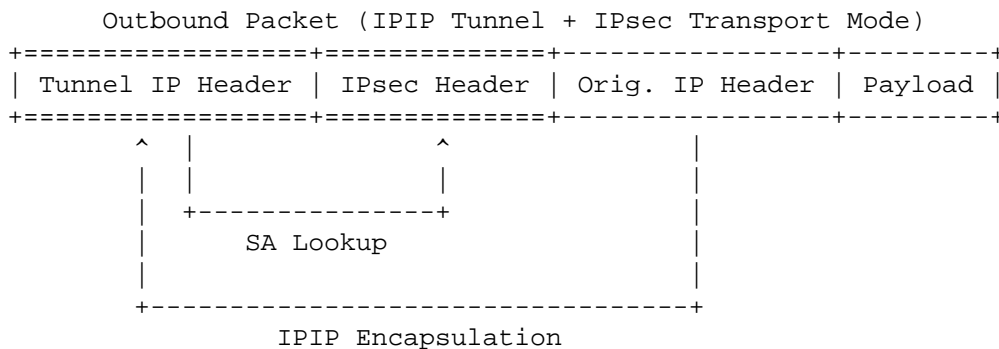 Outbound Packet (IPIP Tunnel + IPsec Transport Mode)
Tunnel IP Header | IPsec Header | Orig. IP Header | Payload
SA Lookup
IPIP Encapsulation